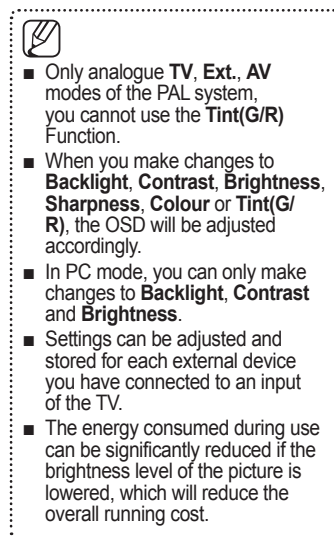 ■ Only analogue TV, Ext., AV
modes of the PAL system,
you cannot use the Tint(G/R)
Function.
■ When you make changes to
Backlight, Contrast, Brightness,
Sharpness, Colour or Tint(G/
R), the OSD will be adjusted
accordingly.
■ In PC mode, you can only make
changes to Backlight, Contrast
and Brightness.
■ Settings can be adjusted and
stored for each external device
you have connected to an input
of the TV.
■ The energy consumed during use
can be significantly reduced if the
brightness level of the picture is
lowered, which will reduce the
overall running cost.